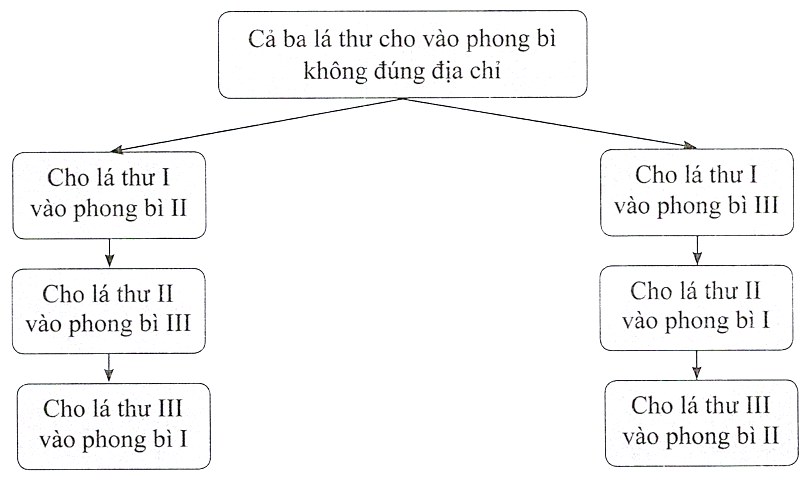 Cả ba lá thư cho vào phong bì
không đúng địa chỉ
Cho lá thư I
vào phong bì II
Cho lá thư II
vào phong bì III
Cho lá thư III
vào phong bì I
Cho lá thư I
vào phong bì III
Cho lá thư II
vào phong bì I
Cho lá thư III
vào phong bì II